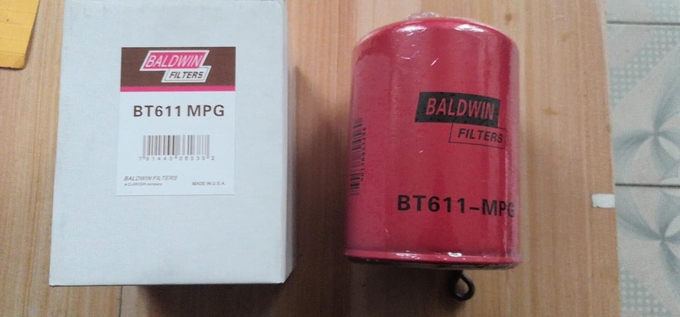 BALDWIN
FILTERS
BT611 MPG
BALDWIN FILTERS
MADE IN U.S.A.
BALDWIN
FILTERS
BT611-MPG